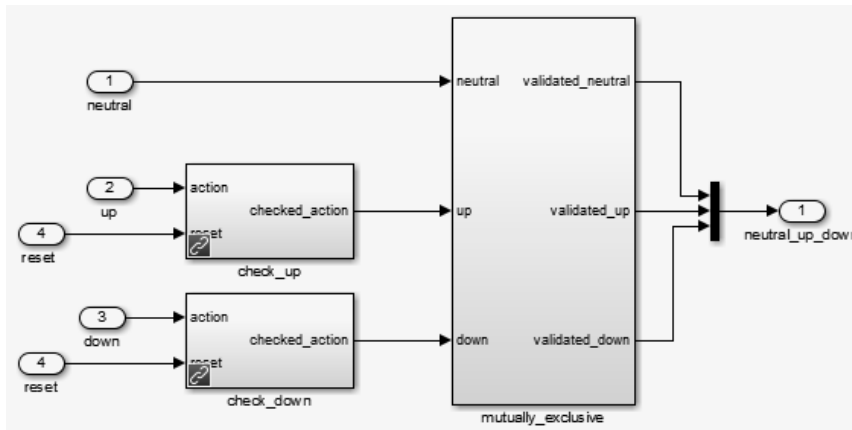 1
neutral
neutral
validated_neutral
2
up
action
checked_action
4
reset
reset
check_up
up
validated_up
1
neutral_up_down
3
down
action
checked_action
4
reset
reset
check_down
down
validated_down
mutually_exclusive